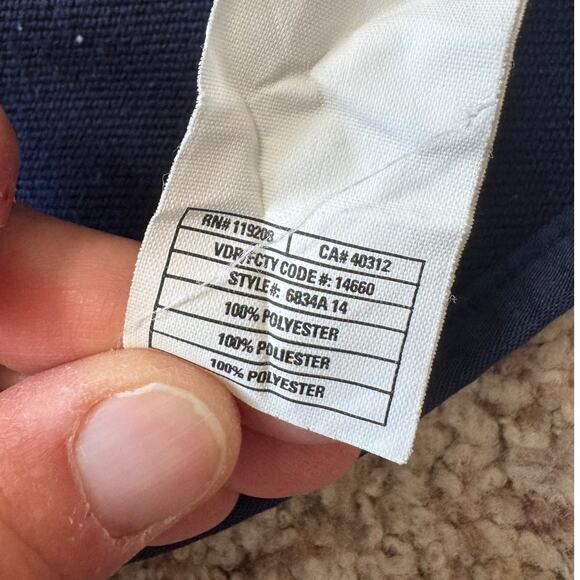 RN# 119208 CA# 40312
VDR/FCTY CODE #: 14660
STYLE#: 6834A 14
100% POLYESTER
100% POLIESTER
100% POLYESTER